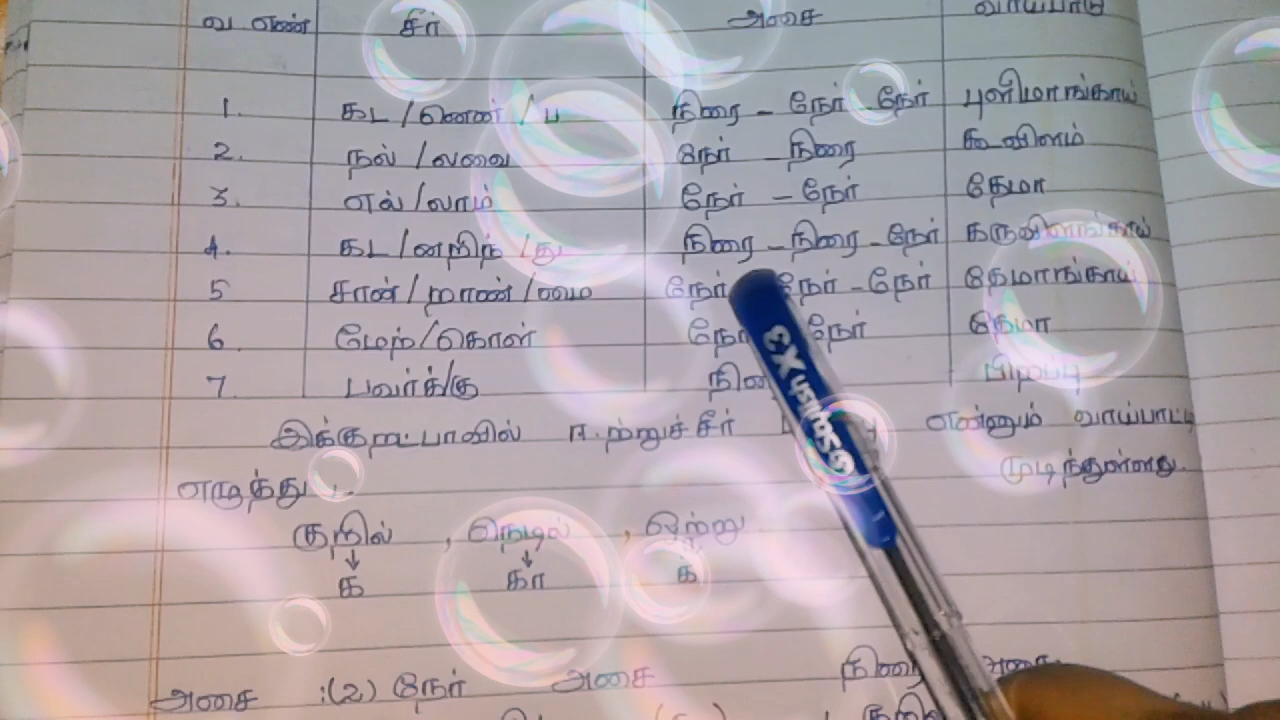 வ எண் சீர் அசை வாய்பாடு
1. கட /னென் /ப நிரை - நேர் - நேர் புளிமாங்காய்
2. நல் /லவை நேர் - நிரை கூவிளம்
3. எல் /லாம் நேர் - நேர் தேமா
4. கட /னறிந் /து நிரை - நிரை - நேர் கருவிளங்காய்
5 சான் /றாண் /மை நேர் நேர் - நேர் தேமாங்காய்
6. மேற்/கொள் நேர் தேமா
7. பவர்க்/கு பிறப்பு
இக்குறட்பாவில் ஈற்றுச் சீர் என்னும் வாய்பாட்டி
முடிந்துள்ளது.
எழுத்து
குறில் , நெடில் , ஒற்று
↓ ↓
க கா க்
அசை :(2) நேர் அசை நிரை அசை